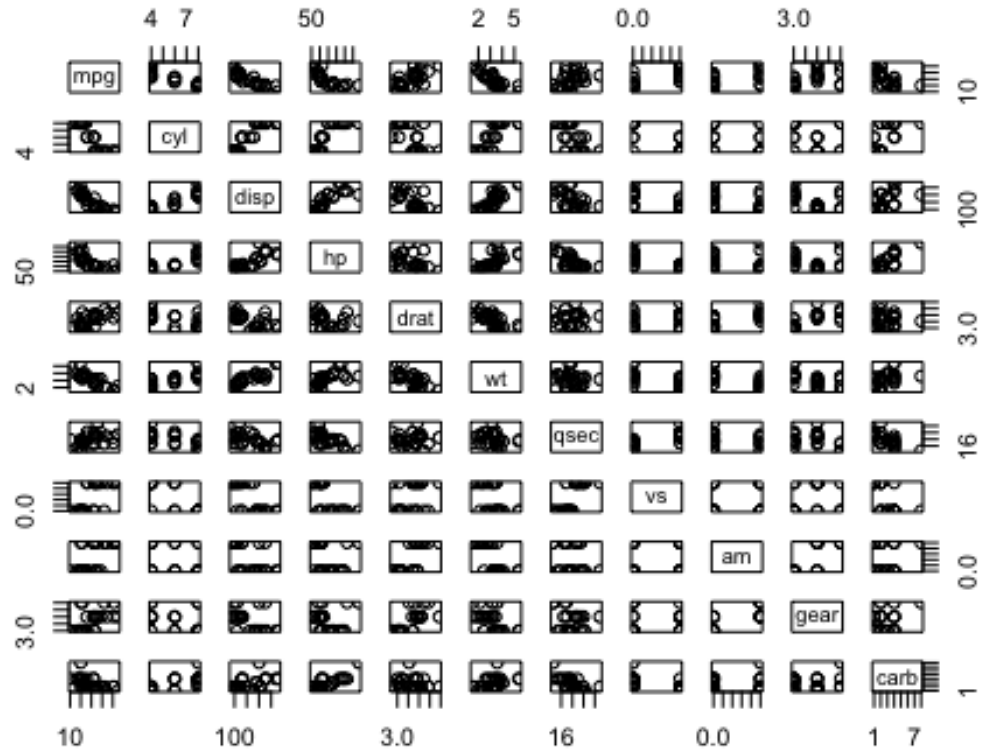 4 7 50 2 5 0.0 3.0
mpg 10
4 cyl
disp 100
50 hp
drat 3.0
2 wt
qsec 16
0.0 vs
am 0.0
3.0 gear
carb 1
10 100 3.0 16 0.0 1 7